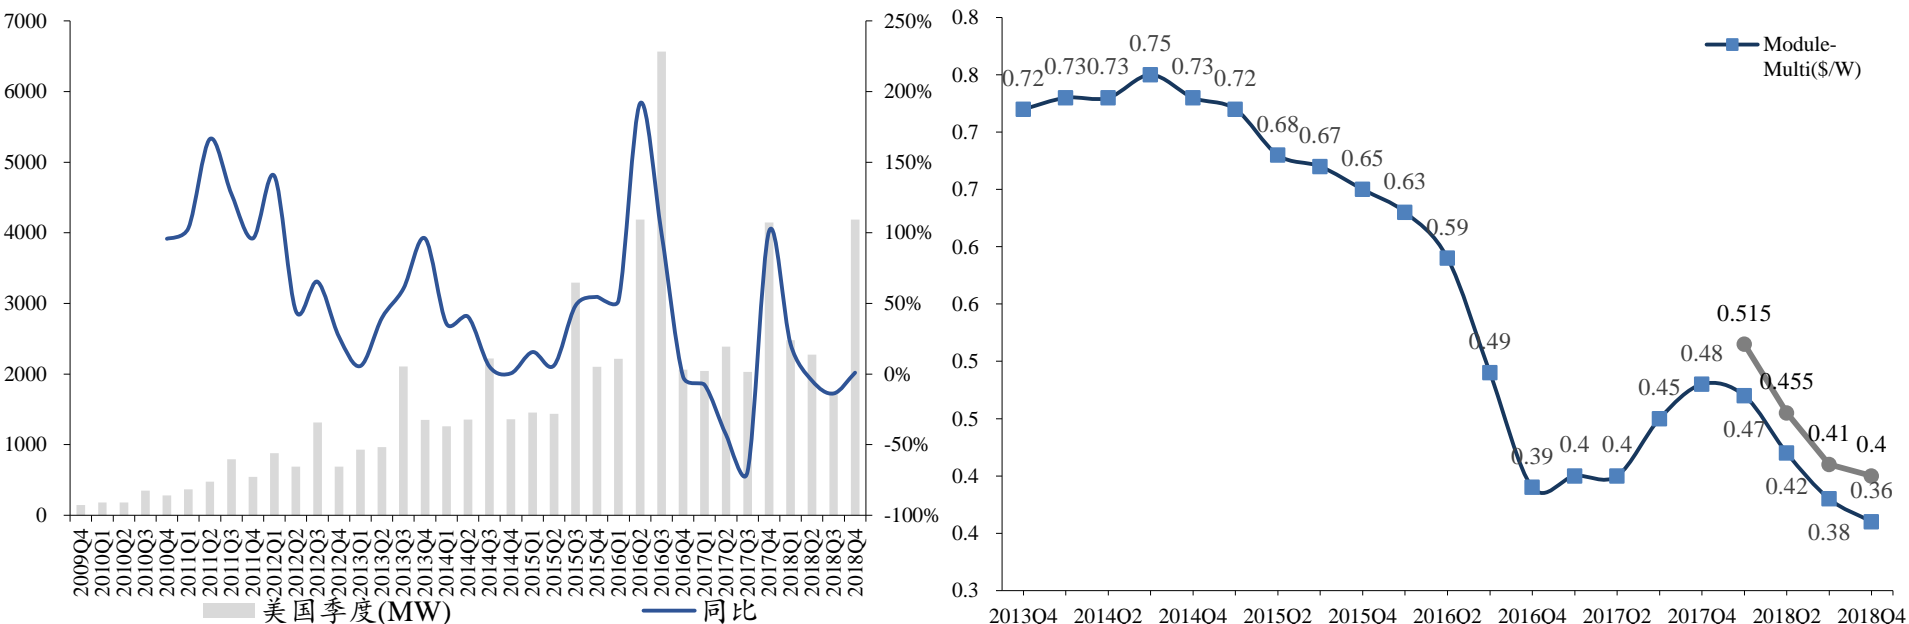 7000
6000
5000
4000
3000
2000
1000
0
250%
200%
150%
100%
50%
0%
-50%
-100%
2009Q4
2010Q1
2010Q2
2010Q3
2010Q4
2011Q1
2011Q2
2011Q3
2011Q4
2012Q1
2012Q2
2012Q3
2012Q4
2013Q1
2013Q2
2013Q3
2013Q4
2014Q1
2014Q2
2014Q3
2014Q4
2015Q1
2015Q2
2015Q3
2015Q4
2016Q1
2016Q2
2016Q3
2016Q4
2017Q1
2017Q2
2017Q3
2017Q4
2018Q1
2018Q2
2018Q3
2018Q4
美国季度(MW)
同比
0.8
0.8
0.7
0.7
0.6
0.6
0.5
0.5
0.4
0.4
0.3
Module-
Multi($/W)
0.72
0.73
0.73
0.75
0.73
0.72
0.68
0.67
0.65
0.63
0.59
0.49
0.39
0.4
0.4
0.45
0.48
0.47
0.42
0.38
0.36
0.515
0.455
0.41
0.4
2013Q4
2014Q2
2014Q4
2015Q2
2015Q4
2016Q2
2016Q4
2017Q2
2017Q4
2018Q2
2018Q4